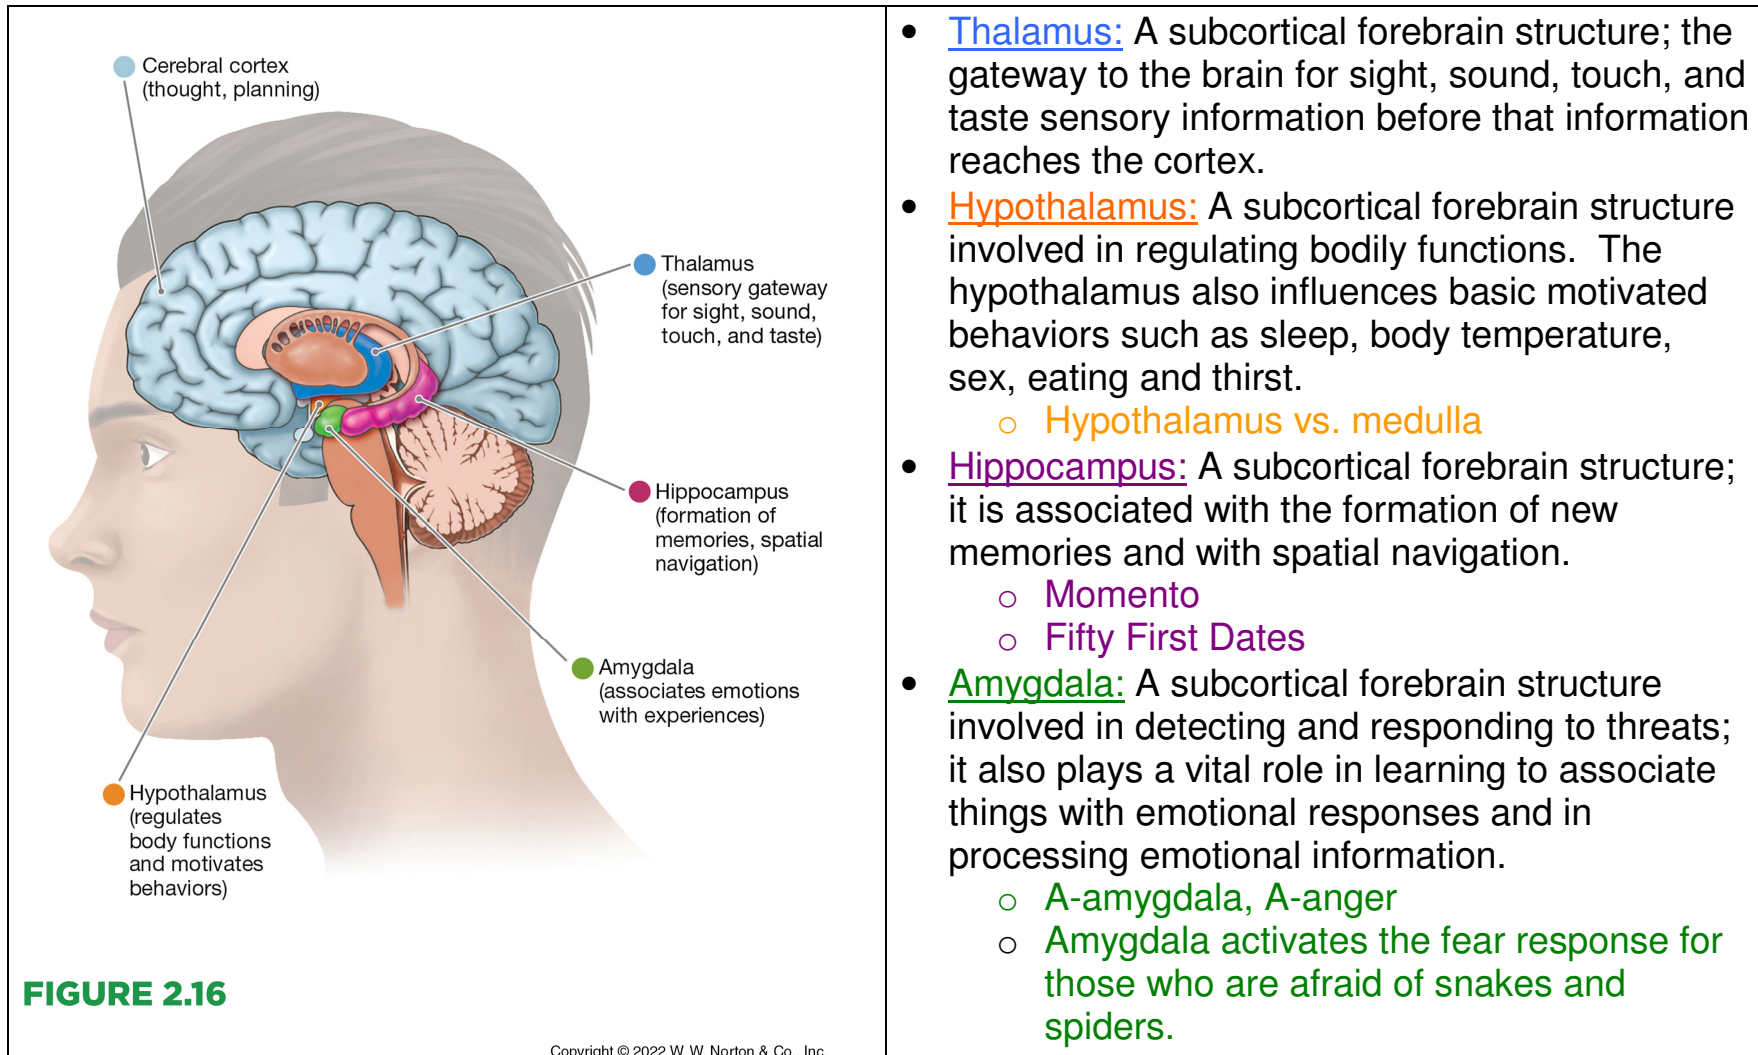 Cerebral cortex
(thought, planning)
Thalamus
(sensory gateway
for sight, sound,
touch, and taste)
Hippocampus
(formation of
memories, spatial
navigation)
Amygdala
(associates emotions
with experiences)
Hypothalamus
(regulates
body functions
and motivates
behaviors)
FIGURE 2.16
Copyright © 2022 W. W. Norton & Co., Inc.
• Thalamus: A subcortical forebrain structure; the
gateway to the brain for sight, sound, touch, and
taste sensory information before that information
reaches the cortex.
• Hypothalamus: A subcortical forebrain structure
involved in regulating bodily functions.  The
hypothalamus also influences basic motivated
behaviors such as sleep, body temperature,
sex, eating and thirst.
o Hypothalamus vs. medulla
• Hippocampus: A subcortical forebrain structure;
it is associated with the formation of new
memories and with spatial navigation.
o Momento
o Fifty First Dates
• Amygdala: A subcortical forebrain structure
involved in detecting and responding to threats;
it also plays a vital role in learning to associate
things with emotional responses and in
processing emotional information.
o A-amygdala, A-anger
o Amygdala activates the fear response for
those who are afraid of snakes and
spiders.